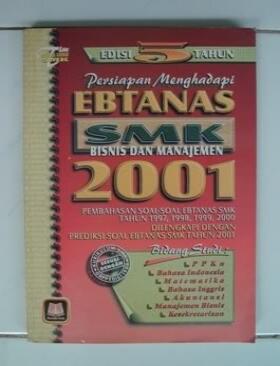 EDISI 5 TAHUN
Persiapan Menghadapi
EBTANAS
SMK
BISNIS DAN MANAJEMEN
2001
PEMBAHASAN SOAL-SOAL EBTANAS SMK
TAHUN 1997, 1998, 1999, 2000
DILENGKAPI DENGAN
PREDIKSI SOAL EBTANAS SMK TAHUN 2001
Bidang Studi:
PPKn
Bahasa Indonesia
Matematika
Bahasa Inggris
Akuntansi
Manajemen Bisnis
Kesekretarisan